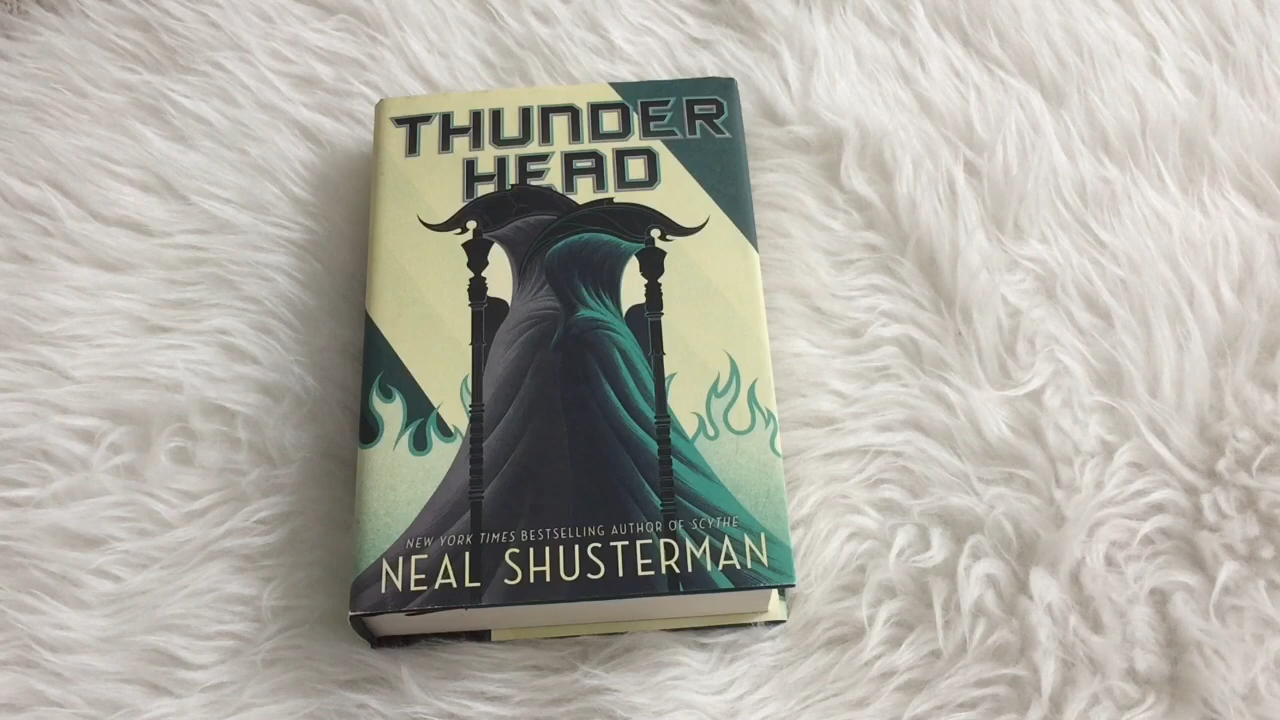 THUNDER
HEAD
NEW YORK TIMES BESTSELLING AUTHOR OF SCYTHE
NEAL SHUSTERMAN